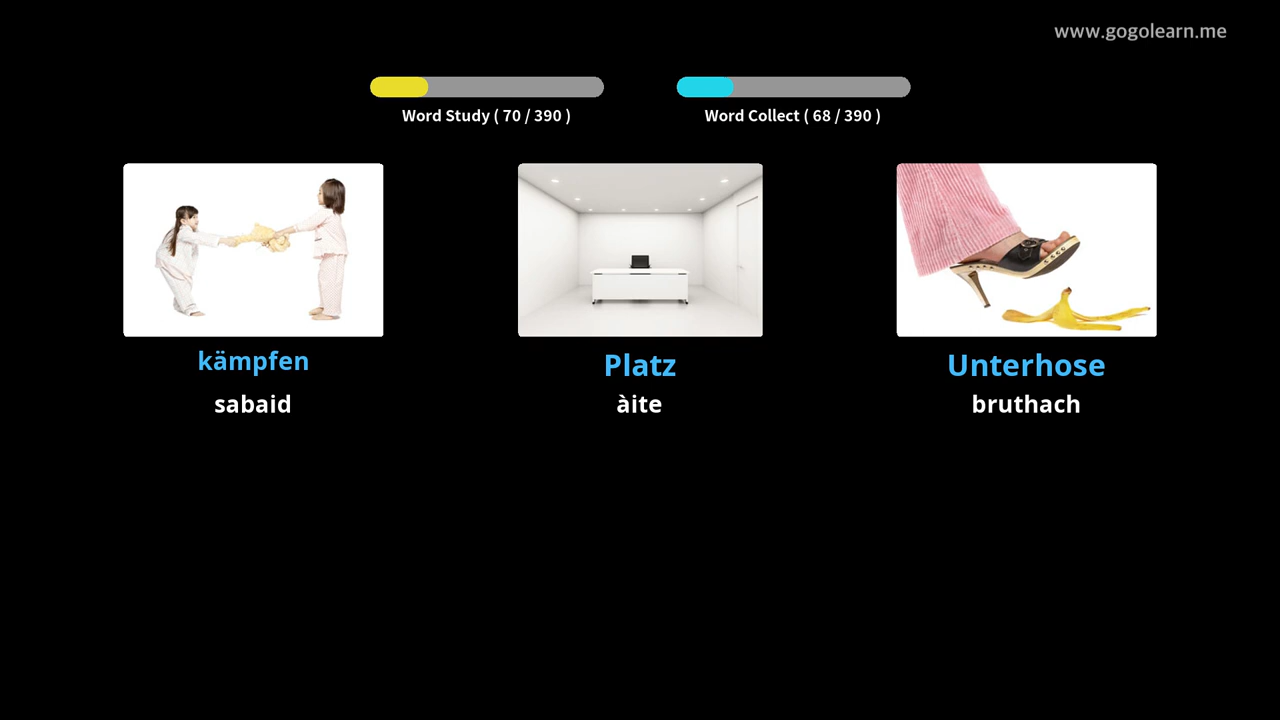 www.gogolearn.me
Word Study ( 70 / 390 )
Word Collect ( 68 / 390 )
kämpfen
sabaid
Platz
àite
Unterhose
bruthach